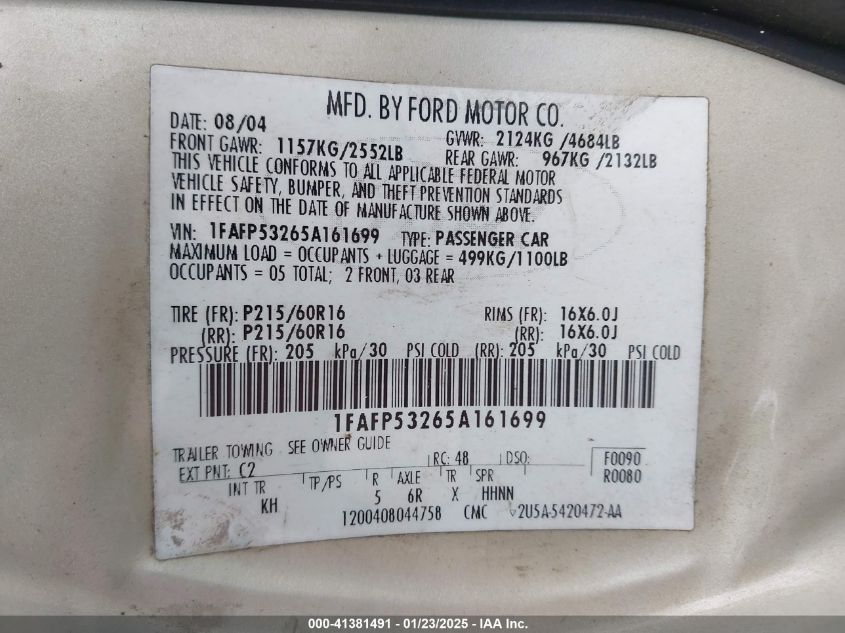 MFD. BY FORD MOTOR CO.
DATE: 08/04 GVWR: 2124KG /4684LB
FRONT GAWR: 1157KG/2552LB REAR GAWR: 967KG /2132LB
THIS VEHICLE CONFORMS TO ALL APPLICABLE FEDERAL MOTOR
VEHICLE SAFETY, BUMPER, AND THEFT PREVENTION STANDARDS
IN EFFECT ON THE DATE OF MANUFACTURE SHOWN ABOVE.
VIN: 1FAFP53265A161699 TYPE: PASSENGER CAR
MAXIMUM LOAD = OCCUPANTS + LUGGAGE = 499KG/1100LB
OCCUPANTS = 05 TOTAL; 2 FRONT, 03 REAR
TIRE (FR): P215/60R16 RIMS (FR): 16X6.0J
(RR): P215/60R16 (RR): 16X6.0J
PRESSURE (FR): 205 kPa/30 PSI COLD (RR): 205 kPa/30 PSI COLD
1FAFP53265A161699
TRAILER TOWING SEE OWNER GUIDE
EXT PNT: C2 RC: 48 DSO: F0090
R0080
INT TR TP/PS R AXLE TR SPR
KH 5 6R X HHNN
1200408044758 CMC 2U5A-5420472-AA
000-41381491 - 01/23/2025 - IAA Inc.